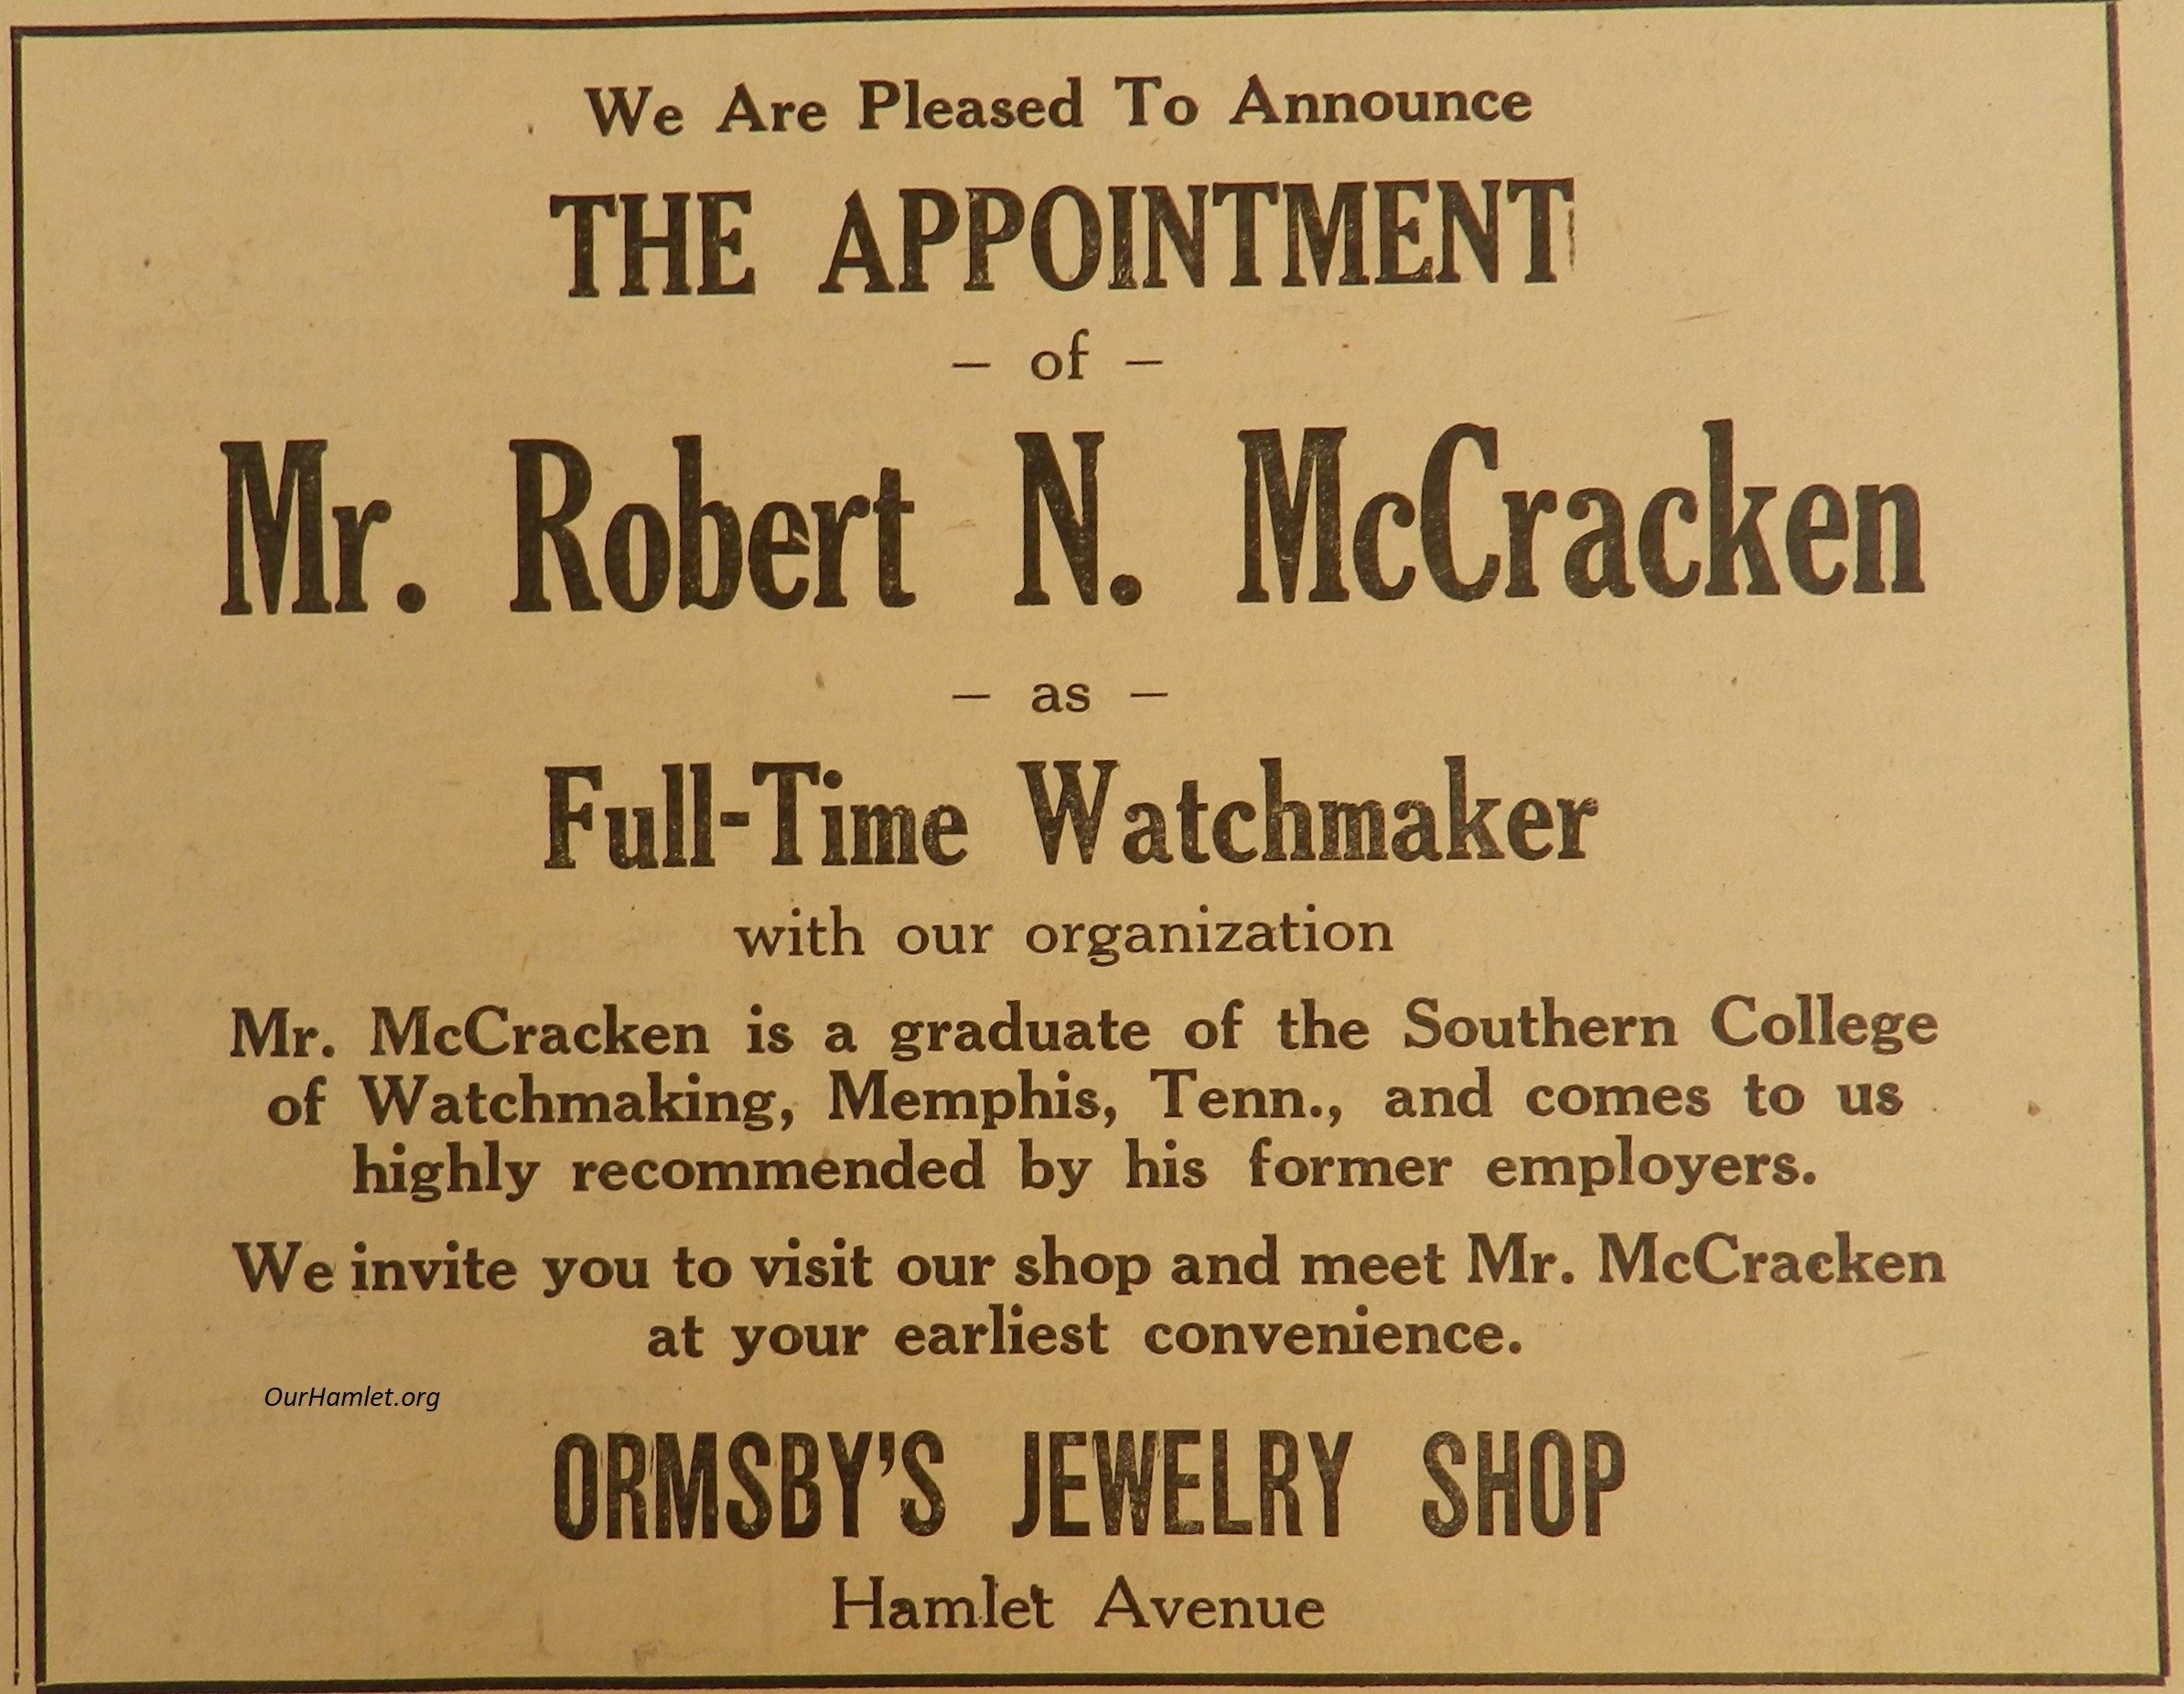 We Are Pleased To Announce
THE APPOINTMENT
– of –
Mr. Robert N. McCracken
– as –
Full-Time Watchmaker
with our organization
Mr. McCracken is a graduate of the Southern College
of Watchmaking, Memphis, Tenn., and comes to us
highly recommended by his former employers.
We invite you to visit our shop and meet Mr. McCracken
at your earliest convenience.
OurHamlet.org
ORMSBY'S JEWELRY SHOP
Hamlet Avenue